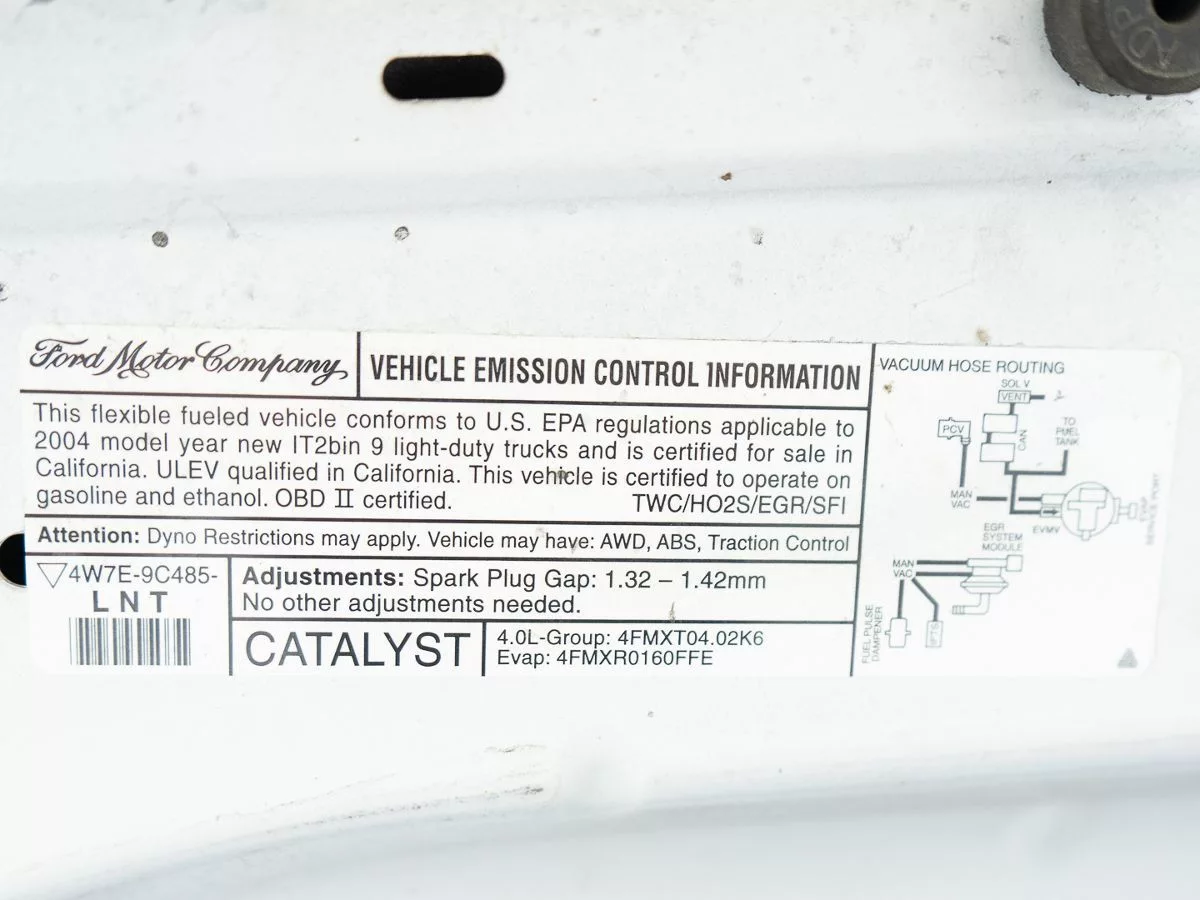 Ford Motor Company
VEHICLE EMISSION CONTROL INFORMATION
This flexible fueled vehicle conforms to U.S. EPA regulations applicable to
2004 model year new IT2bin 9 light-duty trucks and is certified for sale in
California. ULEV qualified in California. This vehicle is certified to operate on
gasoline and ethanol. OBD II certified.
TWC/HO2S/EGR/SFI
Attention: Dyno Restrictions may apply. Vehicle may have: AWD, ABS, Traction Control
4W7E-9C485-
LNT
Adjustments: Spark Plug Gap: 1.32 – 1.42mm
No other adjustments needed.
CATALYST
4.0L-Group: 4FMXT04.02K6
Evap: 4FMXR0160FFE
VACUUM HOSE ROUTING
SOL V
VENT
PCV
CAN
TO
FUEL
TANK
MAN
VAC
EVMV
EVAP
SERVICE PORT
EGR
SYSTEM
MODULE
MAN
VAC
FUEL PULSE
DAMPENER